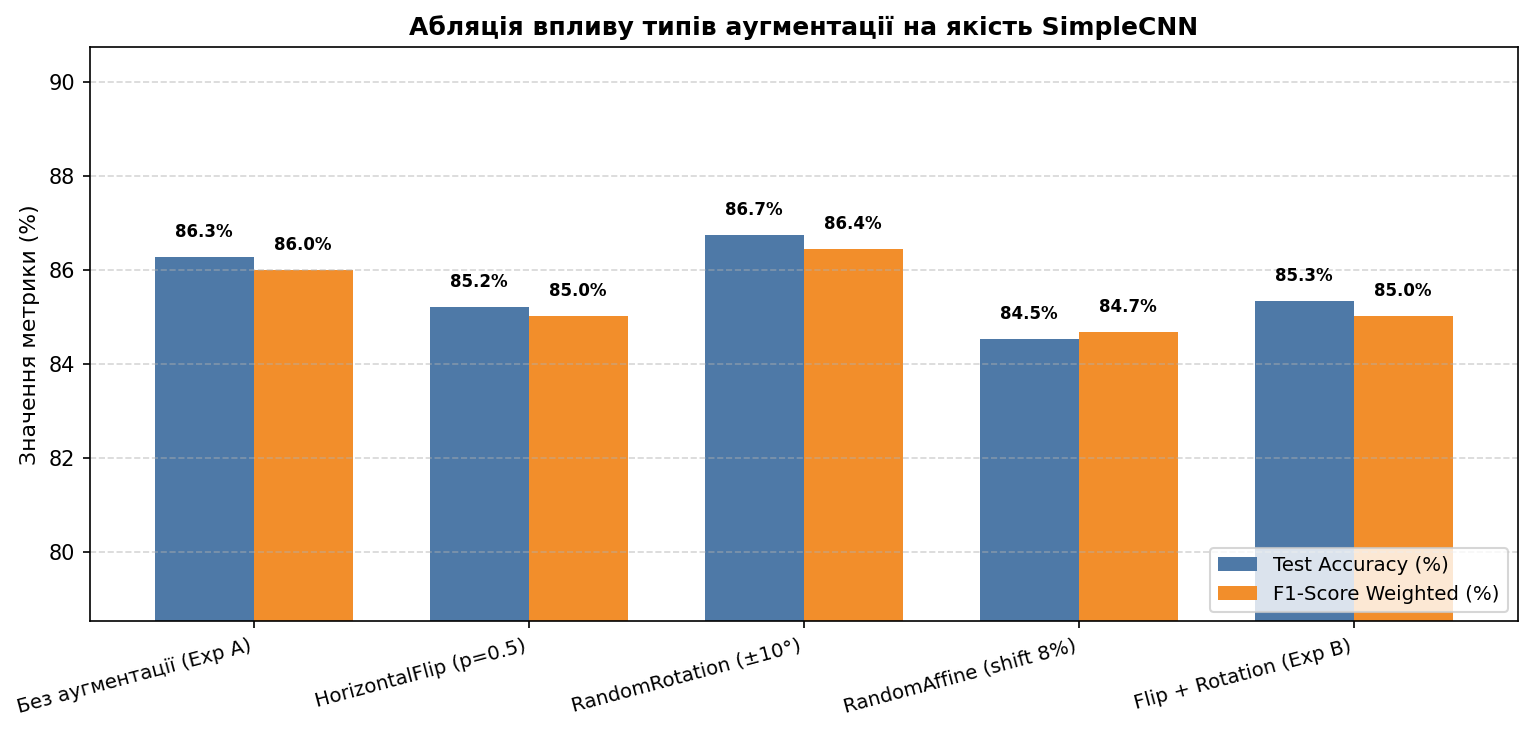 Абляція впливу типів аугментації на якість SimpleCNN
Значення метрики (%)
90
88
86
84
82
80
86.3%
86.0%
85.2%
85.0%
86.7%
86.4%
84.5%
84.7%
85.3%
85.0%
Test Accuracy (%)
F1-Score Weighted (%)
Без аугментації (Exp A)
HorizontalFlip (p=0.5)
RandomRotation (±10°)
RandomAffine (shift 8%)
Flip + Rotation (Exp B)